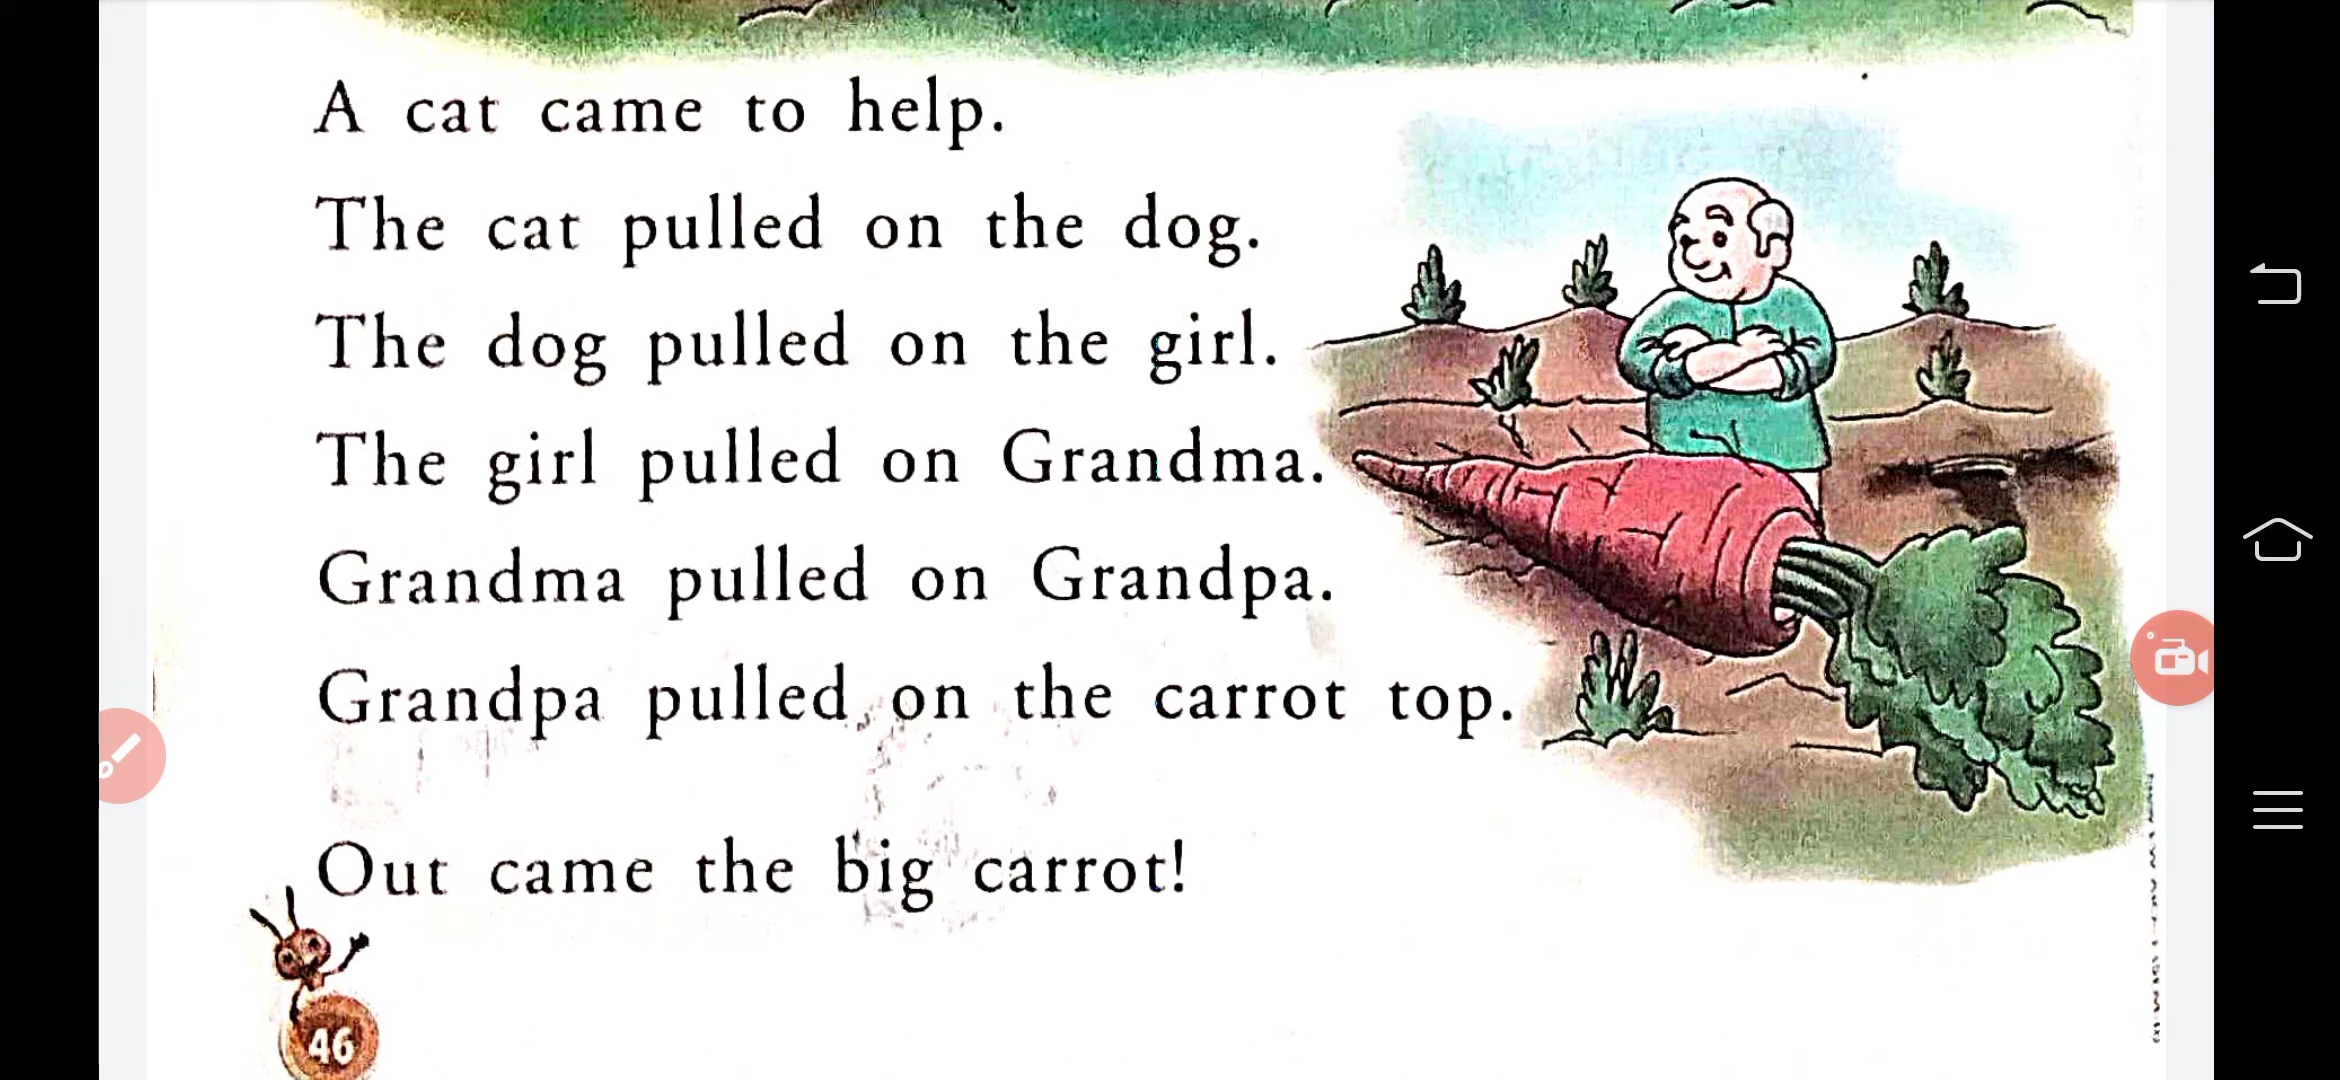 A cat came to help.
The cat pulled on the dog.
The dog pulled on the girl.
The girl pulled on Grandma.
Grandma pulled on Grandpa.
Grandpa pulled on the carrot top.
Out came the big carrot!
46